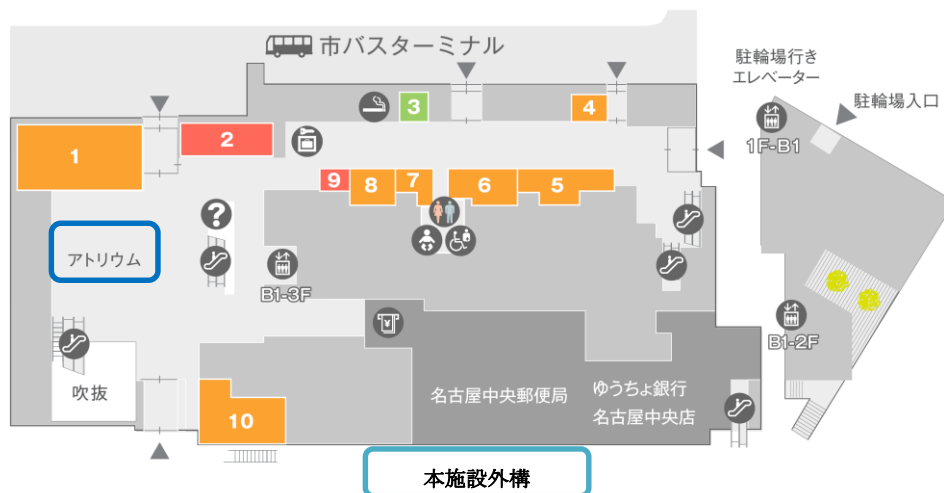 市バスターミナル
駐輪場行き
エレベーター
駐輪場入口
1F-B1
1
2
3
4
9
8
7
6
5
?
アトリウム
B1-3F
¥
B1-2F
吹抜
10
名古屋中央郵便局
ゆうちょ銀行
名古屋中央店
本施設外構